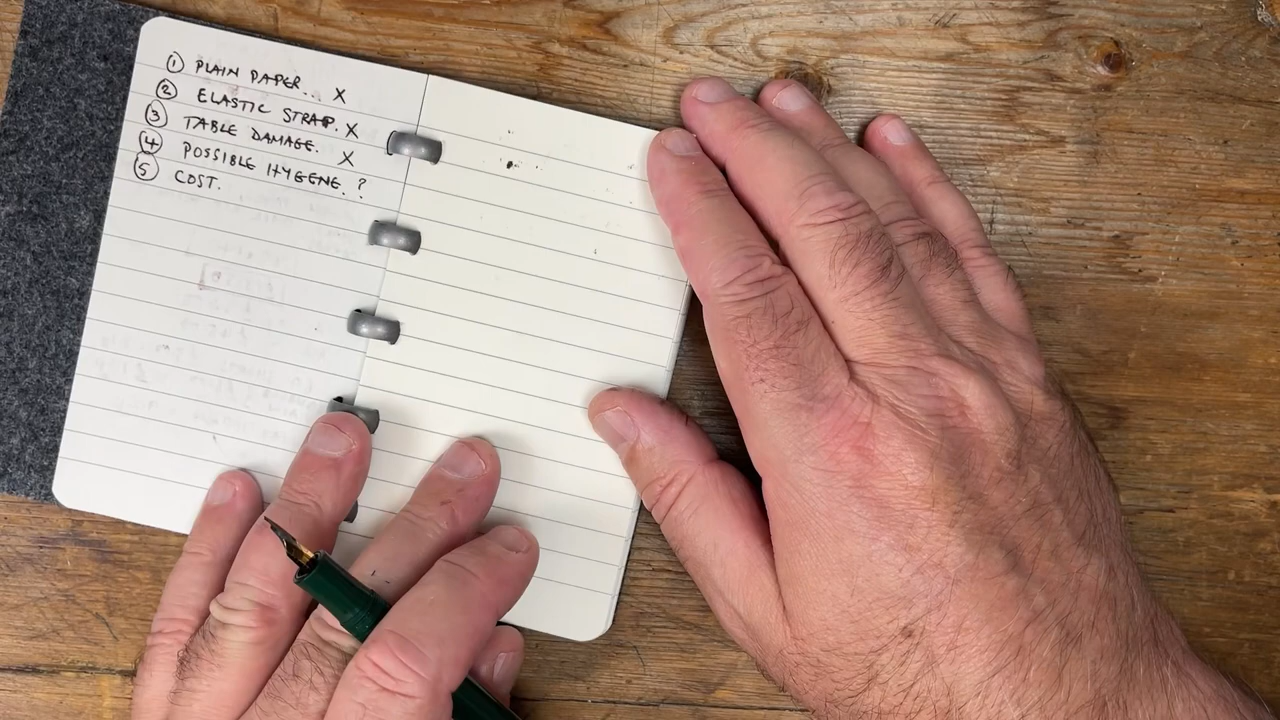 ① PLAIN PAPER.. X
② ELASTIC STRAP. X
③ TABLE DAMAGE. X
④ POSSIBLE HYGENE. ?
⑤ COST.